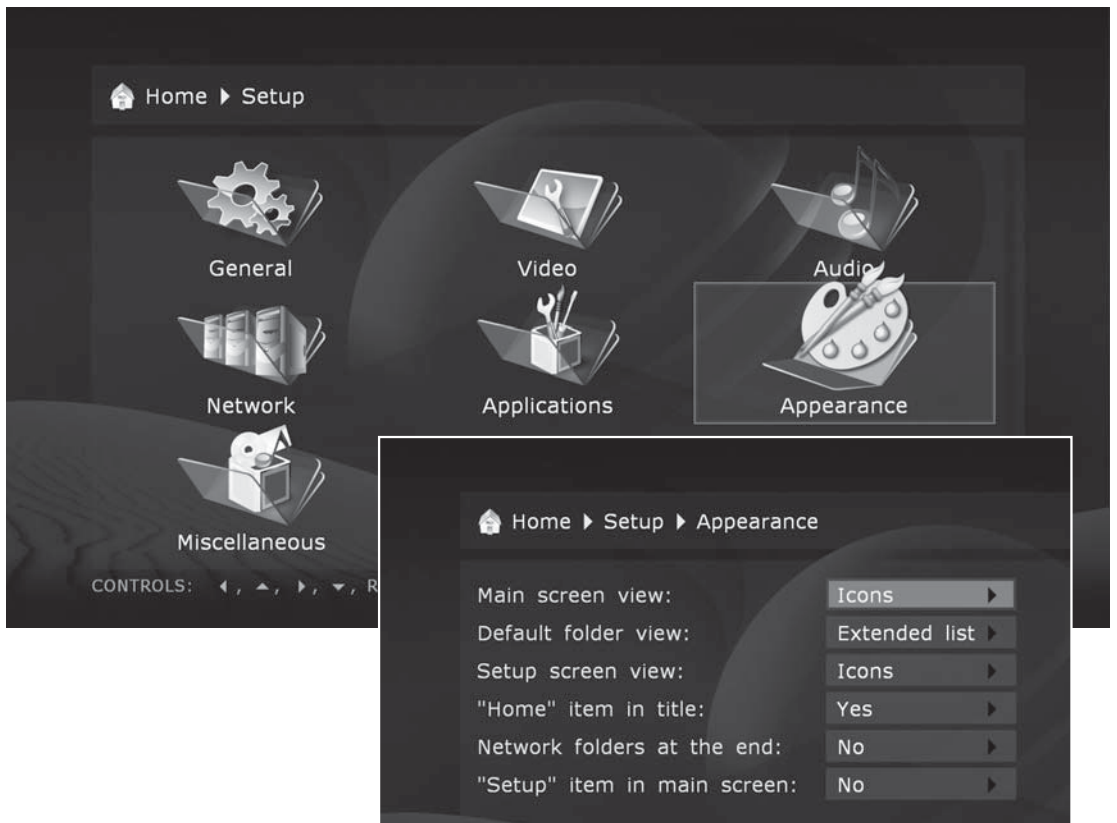 Home ▶ Setup
General Video Audio
Network Applications Appearance
Miscellaneous
CONTROLS: ◀, ▲, ▶, ▼, R
Home ▶ Setup ▶ Appearance
Main screen view: Icons
Default folder view: Extended list
Setup screen view: Icons
"Home" item in title: Yes
Network folders at the end: No
"Setup" item in main screen: No